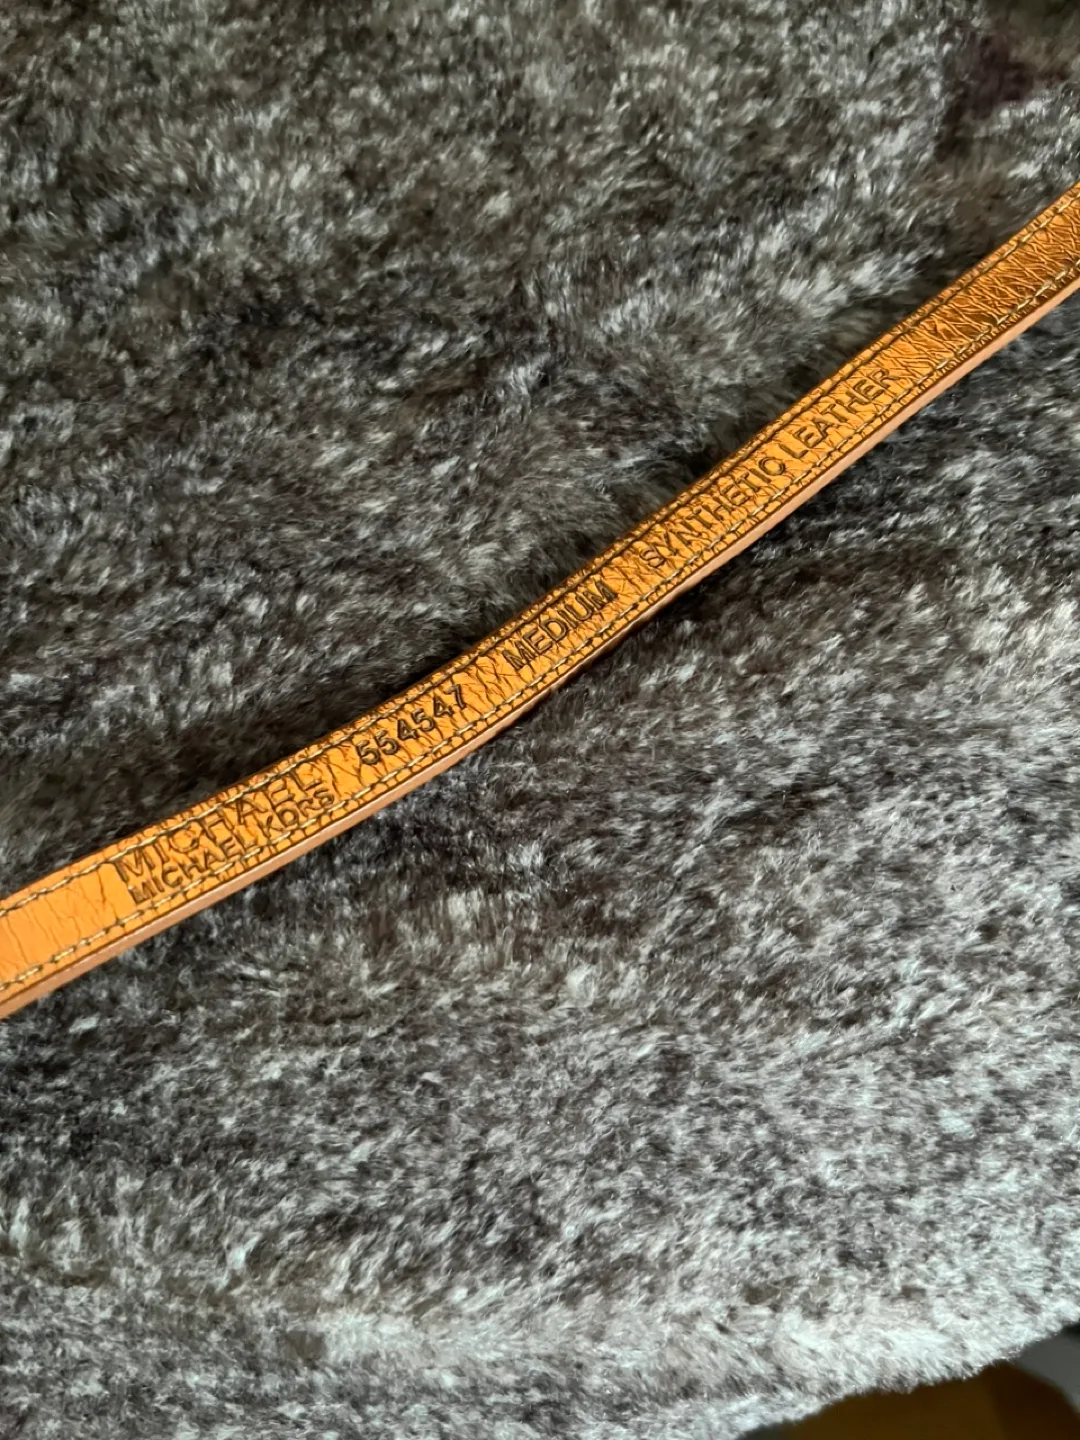 MICHAEL
MICHAEL KORS
554547 MEDIUM SYNTHETIC LEATHER